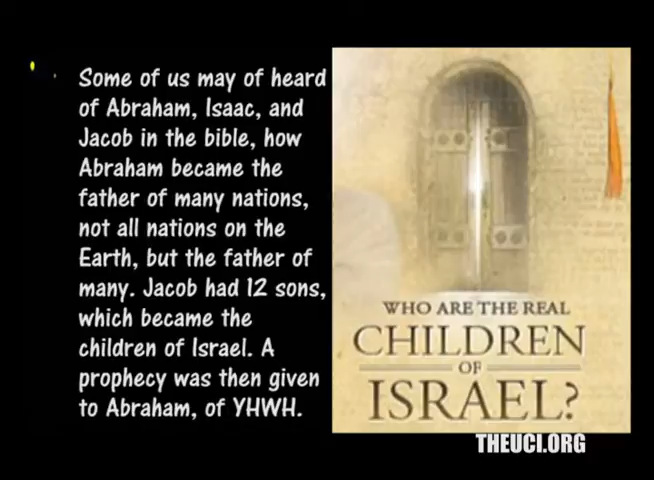 Some of us may of heard
of Abraham, Isaac, and
Jacob in the bible, how
Abraham became the
father of many nations,
not all nations on the
Earth, but the father of
many. Jacob had 12 sons,
which became the
children of Israel. A
prophecy was then given
to Abraham, of YHWH.
WHO ARE THE REAL
CHILDREN
OF
ISRAEL?
THEUCI.ORG